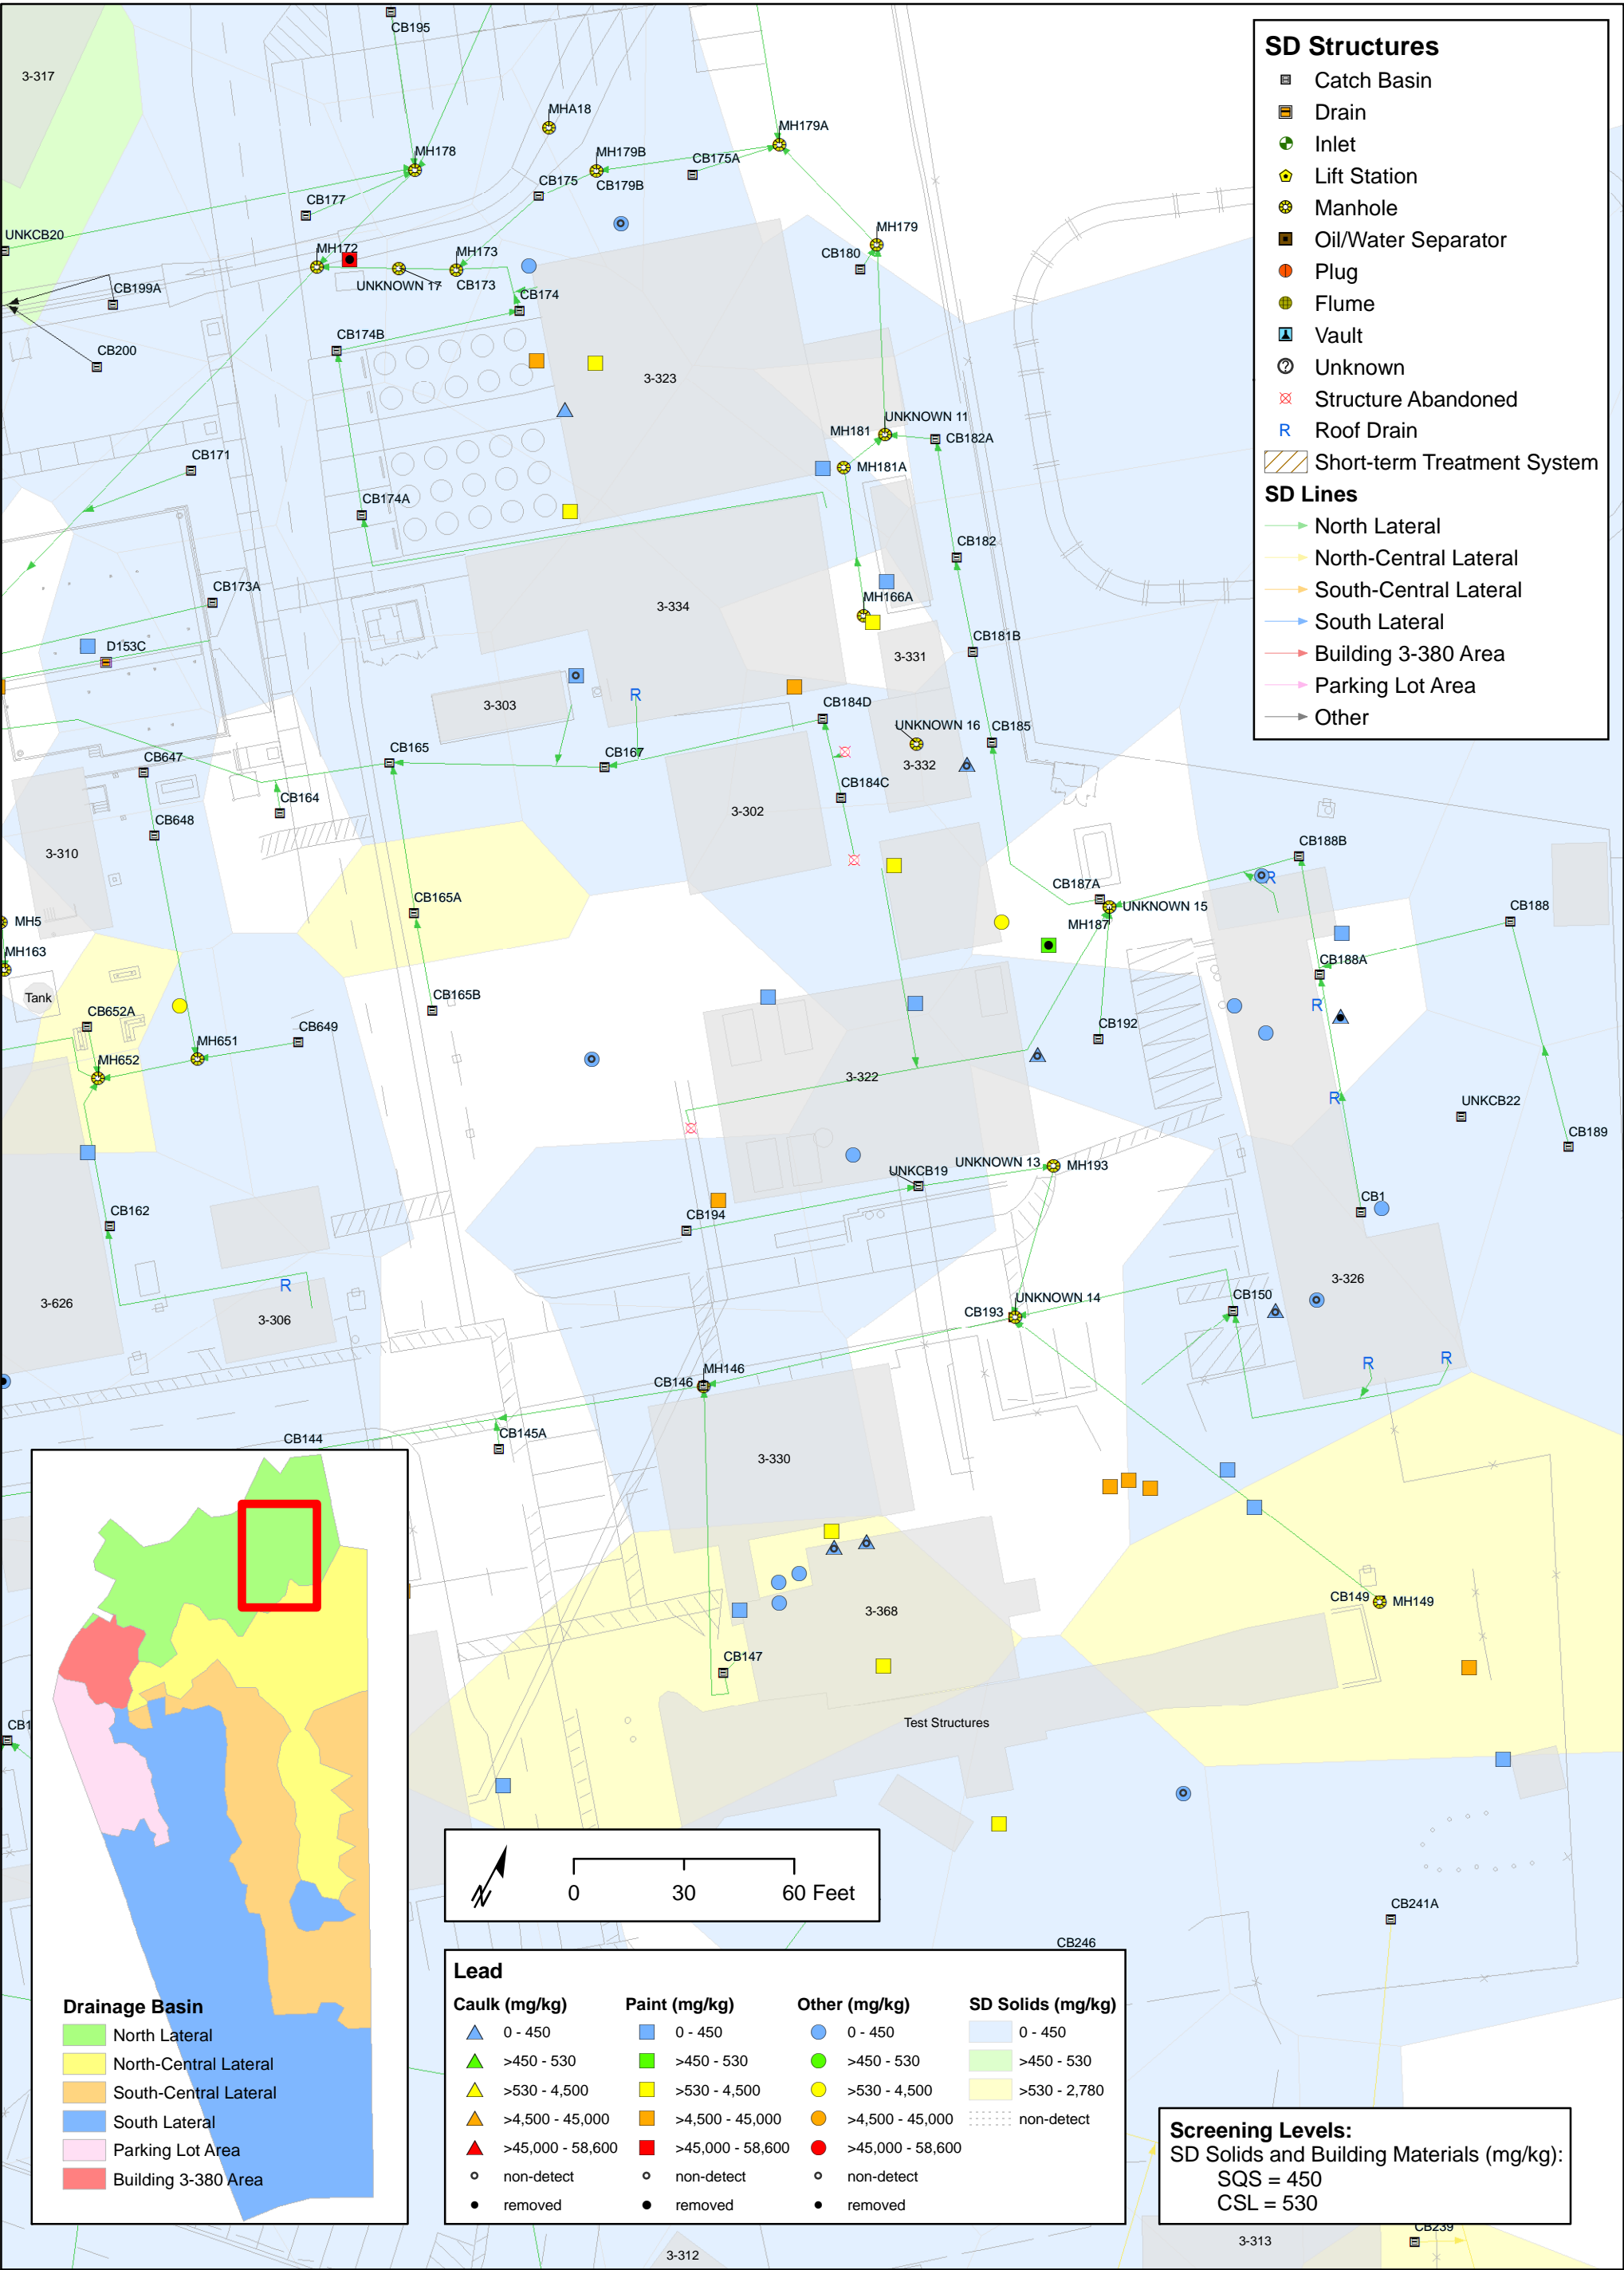 CB195
3-317
MHA18
MH179A
MH178
MH179B
CB175A
CB179B
CB175
CB177
UNKCB20
MH179
CB180
MH172
MH173
UNKNOWN 17
CB173
CB199A
CB174
CB200
CB174B
3-323
UNKNOWN 11
MH181
CB182A
MH181A
CB171
CB174A
CB182
CB173A
3-334
MH166A
D153C
3-331
CB181B
3-303
R
CB184D
UNKNOWN 16
CB185
CB165
CB167
3-332
CB647
CB164
CB184C
3-302
CB648
3-310
CB188B
R
CB187A
UNKNOWN 15
MH187
CB165A
CB188
MH5
MH163
CB188A
Tank
CB165B
R
CB652A
CB649
CB192
MH651
MH652
3-322
R
UNKCB22
CB189
UNKCB19
UNKNOWN 13
MH193
CB1
CB162
CB194
R
3-326
3-626
3-306
CB193
UNKNOWN 14
CB150
R
R
MH146
CB146
CB144
CB145A
3-330
3-368
CB149
MH149
CB147
Test Structures
CB1
CB241A
CB246
CB239
3-313
3-312
SD Structures
Catch Basin
Drain
Inlet
Lift Station
Manhole
Oil/Water Separator
Plug
Flume
Vault
? Unknown
Structure Abandoned
R Roof Drain
Short-term Treatment System
SD Lines
North Lateral
North-Central Lateral
South-Central Lateral
South Lateral
Building 3-380 Area
Parking Lot Area
Other
Drainage Basin
North Lateral
North-Central Lateral
South-Central Lateral
South Lateral
Parking Lot Area
Building 3-380 Area
N
0 30 60 Feet
Lead
Caulk (mg/kg) Paint (mg/kg) Other (mg/kg) SD Solids (mg/kg)
0 - 450 0 - 450 0 - 450 0 - 450
>450 - 530 >450 - 530 >450 - 530 >450 - 530
>530 - 4,500 >530 - 4,500 >530 - 4,500 >530 - 2,780
>4,500 - 45,000 >4,500 - 45,000 >4,500 - 45,000 non-detect
>45,000 - 58,600 >45,000 - 58,600 >45,000 - 58,600
non-detect non-detect non-detect
removed removed removed
Screening Levels:
SD Solids and Building Materials (mg/kg):
SQS = 450
CSL = 530